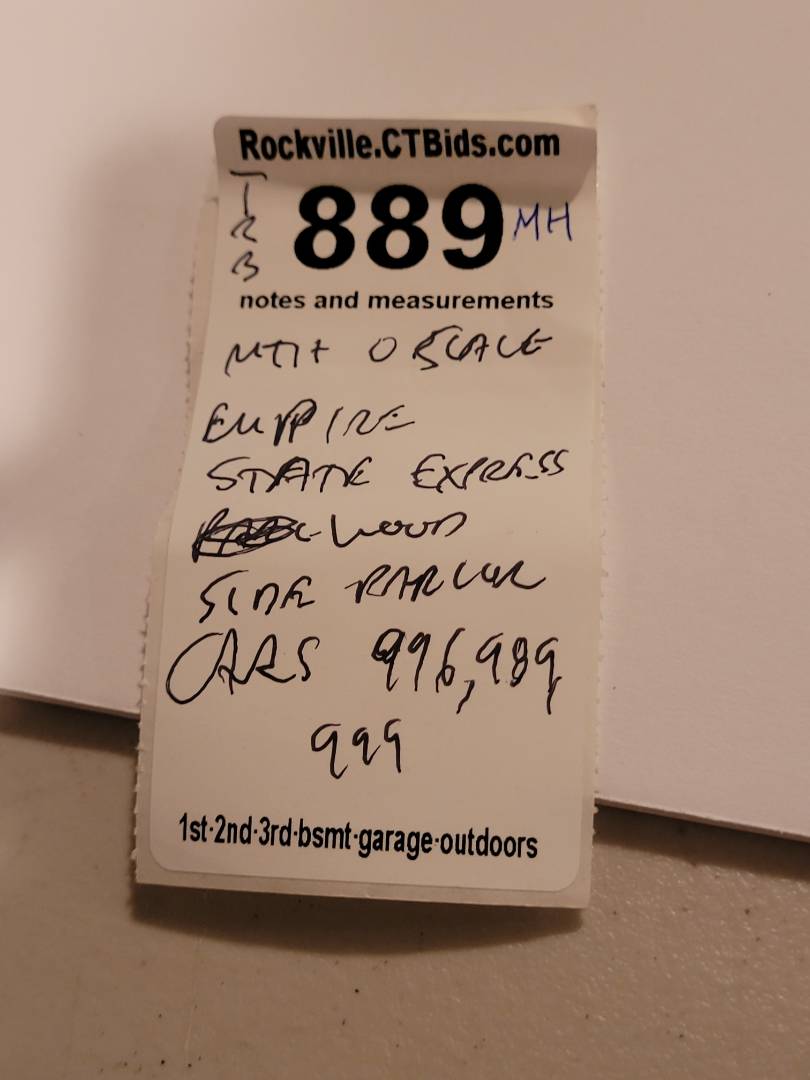 Rockville.CTBids.com
TRB
889 MH
notes and measurements
MTH O SCALE
EMPIRE
STATE EXPRESS
WOOD
SIDE PARLOR
CARS 996, 989,
999
1st·2nd·3rd·bsmt·garage·outdoors